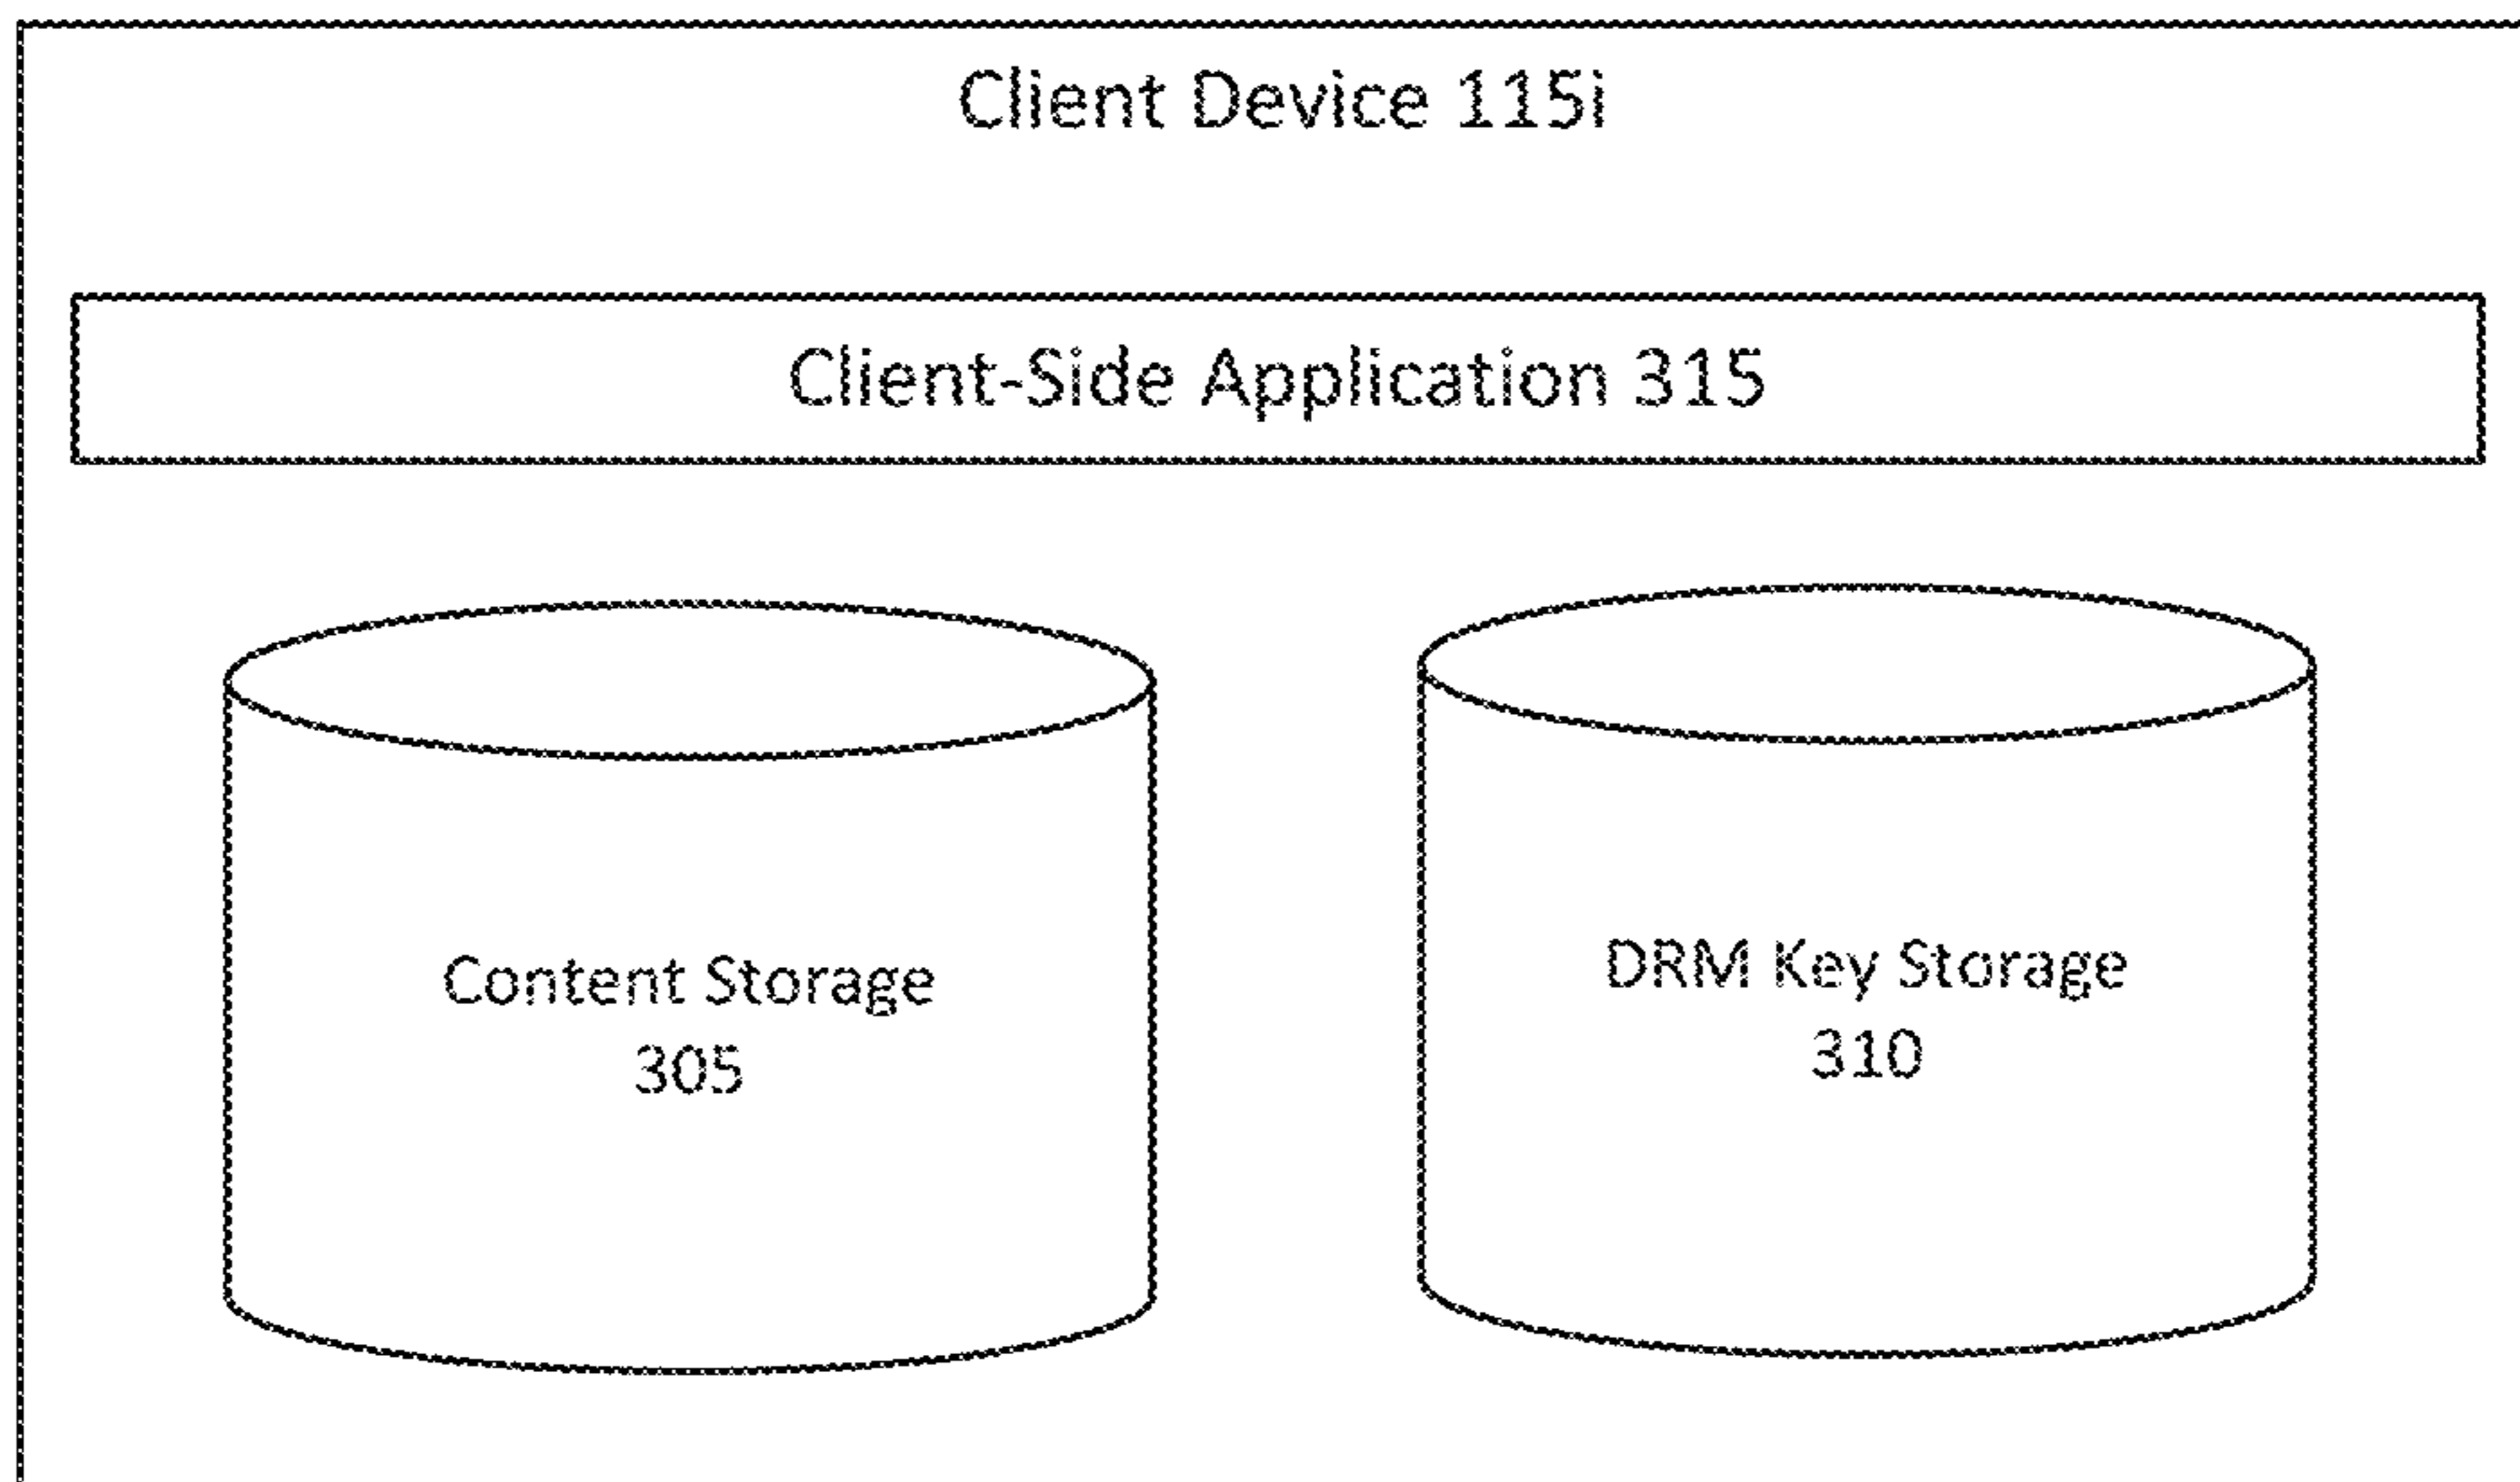 Client Device 115i
Client-Side Application 315
Content Storage
305
DRM Key Storage
310